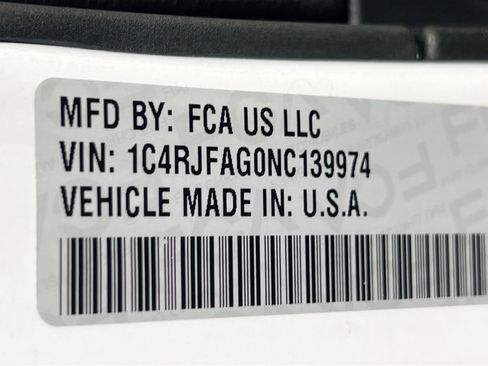 MFD BY: FCA US LLC
VIN: 1C4RJFAG0NC139974
VEHICLE MADE IN: U.S.A.